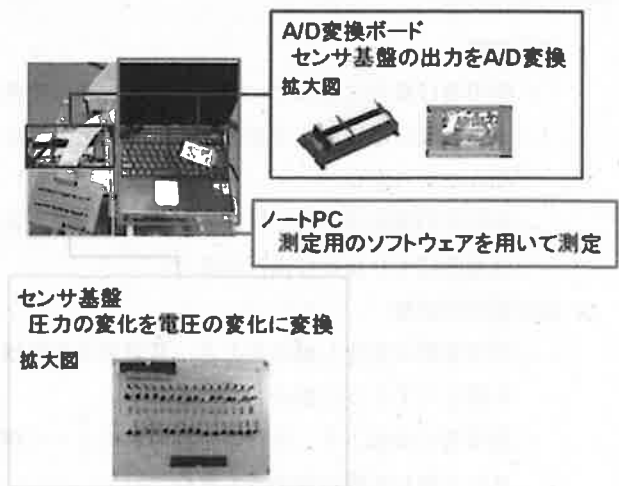 A/D変換ボード
センサ基盤の出力をA/D変換
拡大図
ノートPC
測定用のソフトウェアを用いて測定
センサ基盤
圧力の変化を電圧の変化に変換
拡大図